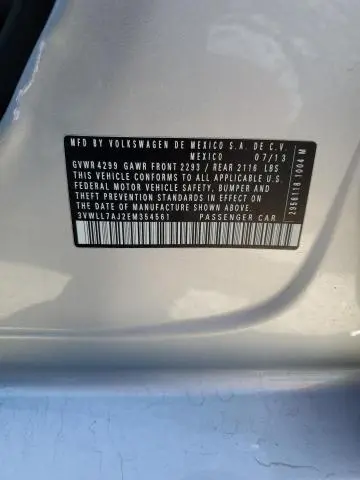 MFD. BY VOLKSWAGEN DE MEXICO S.A. DE C.V.
MEXICO 07/13
GVWR 4299 GAWR FRONT 2293 / REAR 2116 LBS
THIS VEHICLE CONFORMS TO ALL APPLICABLE U.S.
FEDERAL MOTOR VEHICLE SAFETY, BUMPER AND
THEFT PREVENTION STANDARDS IN EFFECT ON
THE DATE OF MANUFACTURE SHOWN ABOVE.
3VWLL7AJ2EM354561 PASSENGER CAR
2956118 1004 M